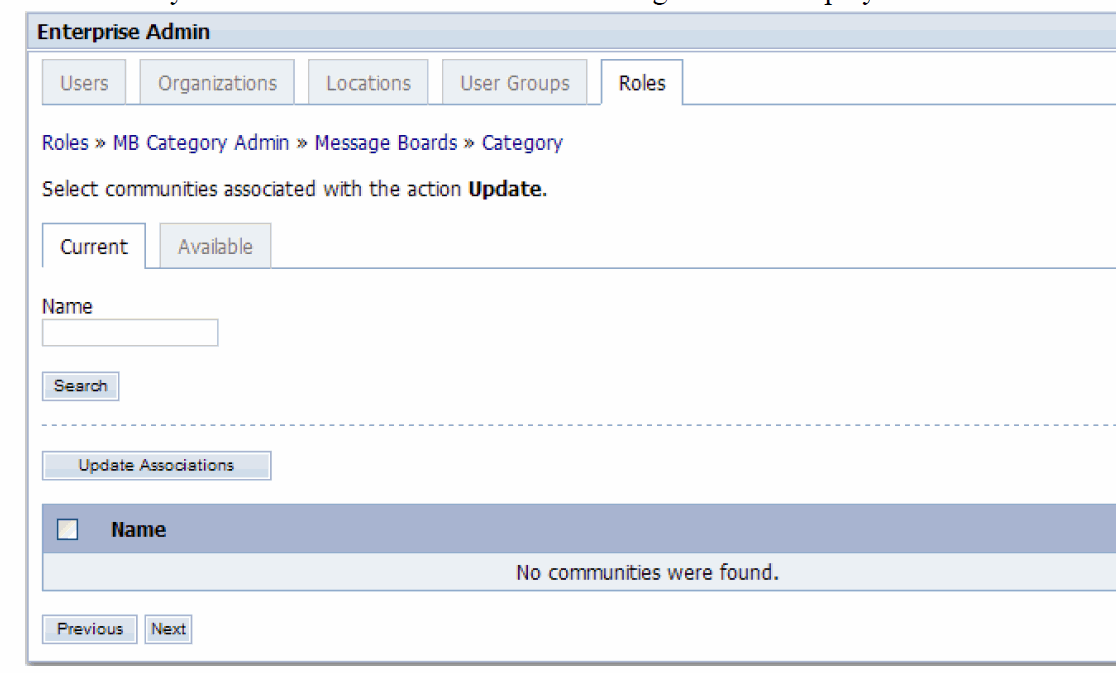 Enterprise Admin
Users Organizations Locations User Groups Roles
Roles » MB Category Admin » Message Boards » Category
Select communities associated with the action Update.
Current Available
Name
Search
Update Associations
Name
No communities were found.
Previous Next